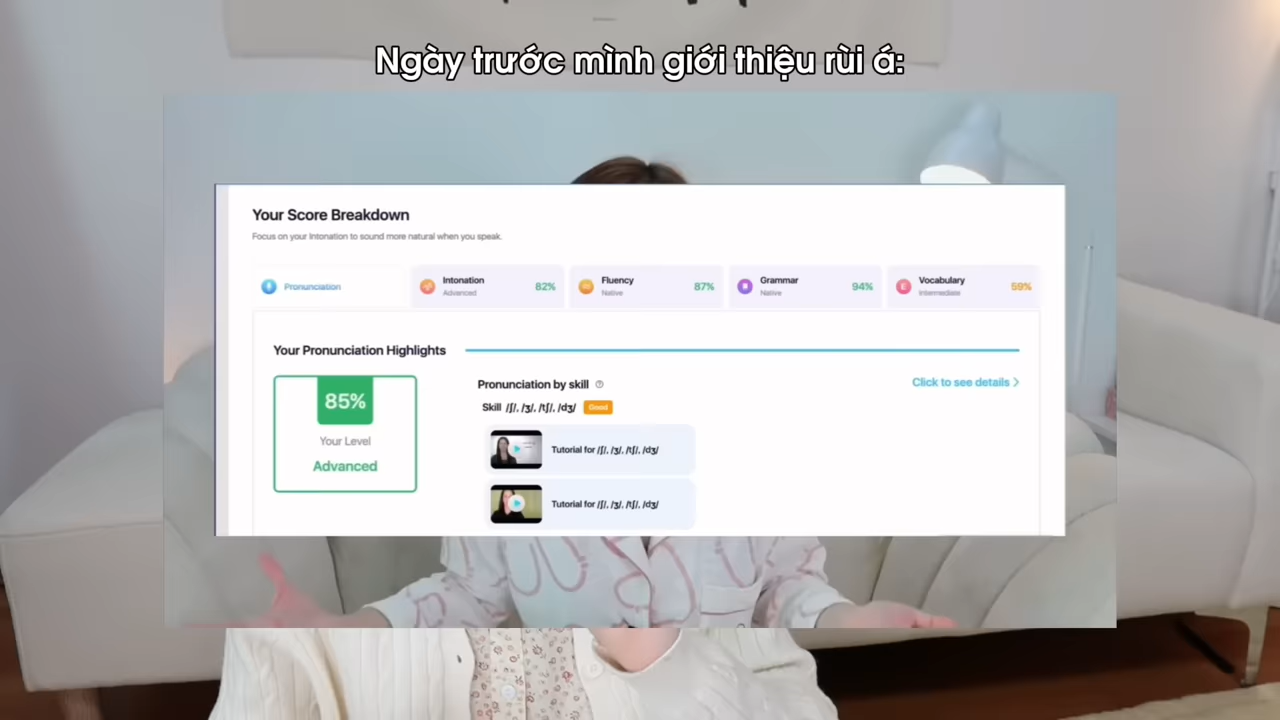 Ngày trước mình giới thiệu rùi á:
Your Score Breakdown
Focus on your Intonation to sound more natural when you speak.
Pronunciation
Intonation
Advanced
82%
Fluency
Native
87%
Grammar
Native
94%
Vocabulary
Intermediate
59%
Your Pronunciation Highlights
85%
Your Level
Advanced
Pronunciation by skill
Click to see details >
Skill /ʃ/, /ʒ/, /tʃ/, /dʒ/ Good
Tutorial for /ʃ/, /ʒ/, /tʃ/, /dʒ/
Tutorial for /ʃ/, /ʒ/, /tʃ/, /dʒ/